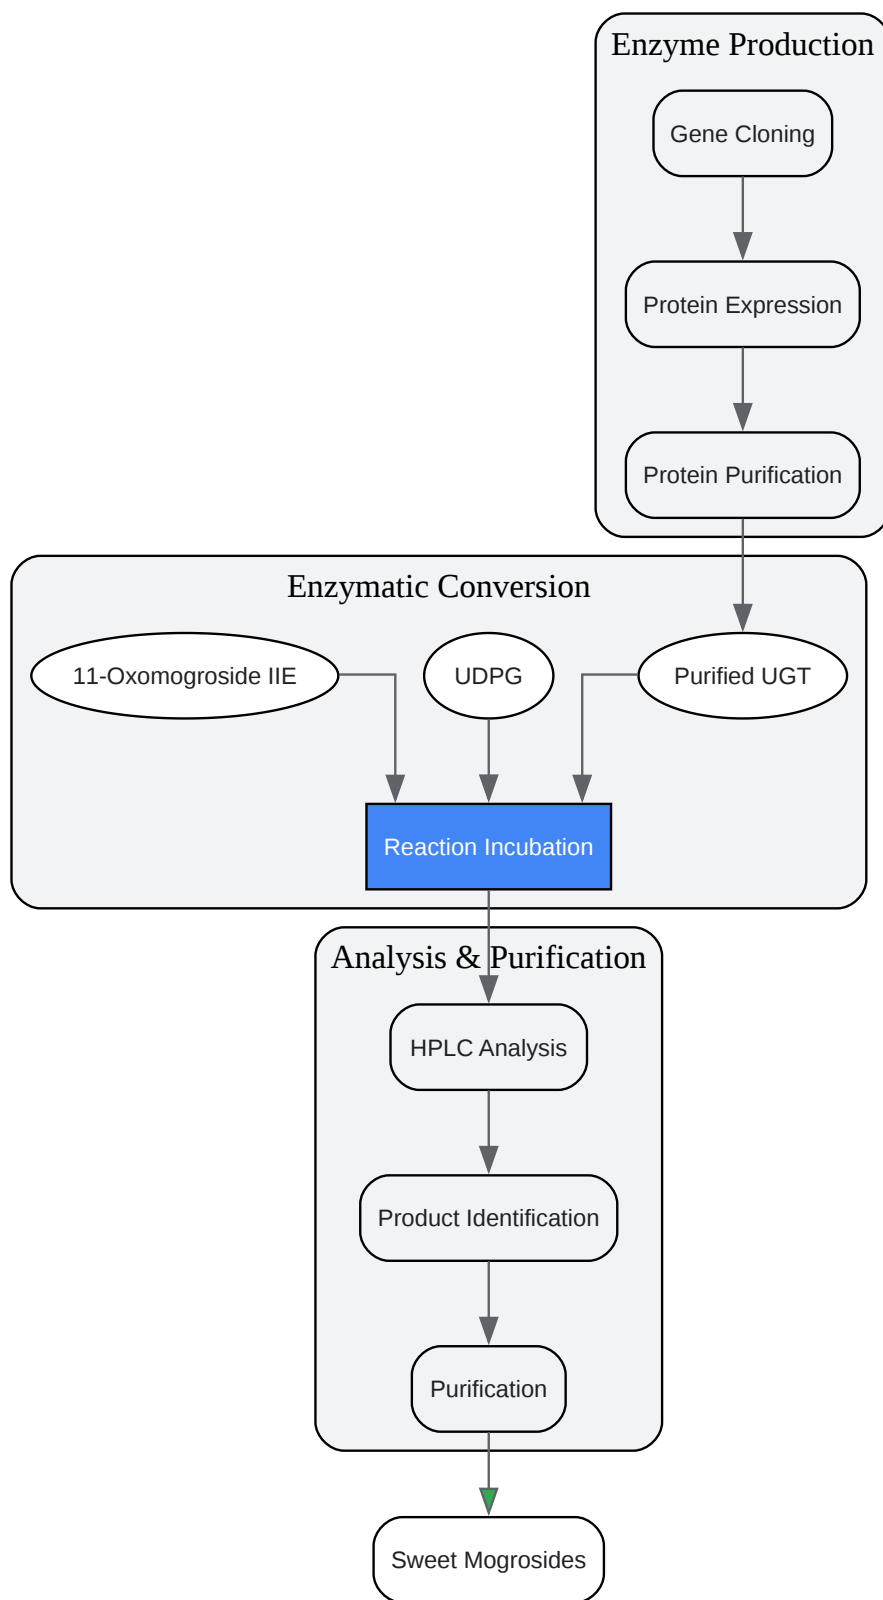 Enzyme Production
Gene Cloning
Protein Expression
Protein Purification
Enzymatic Conversion
11-Oxomogroside IIE
UDPG
Purified UGT
Reaction Incubation
Analysis & Purification
HPLC Analysis
Product Identification
Purification
Sweet Mogrosides